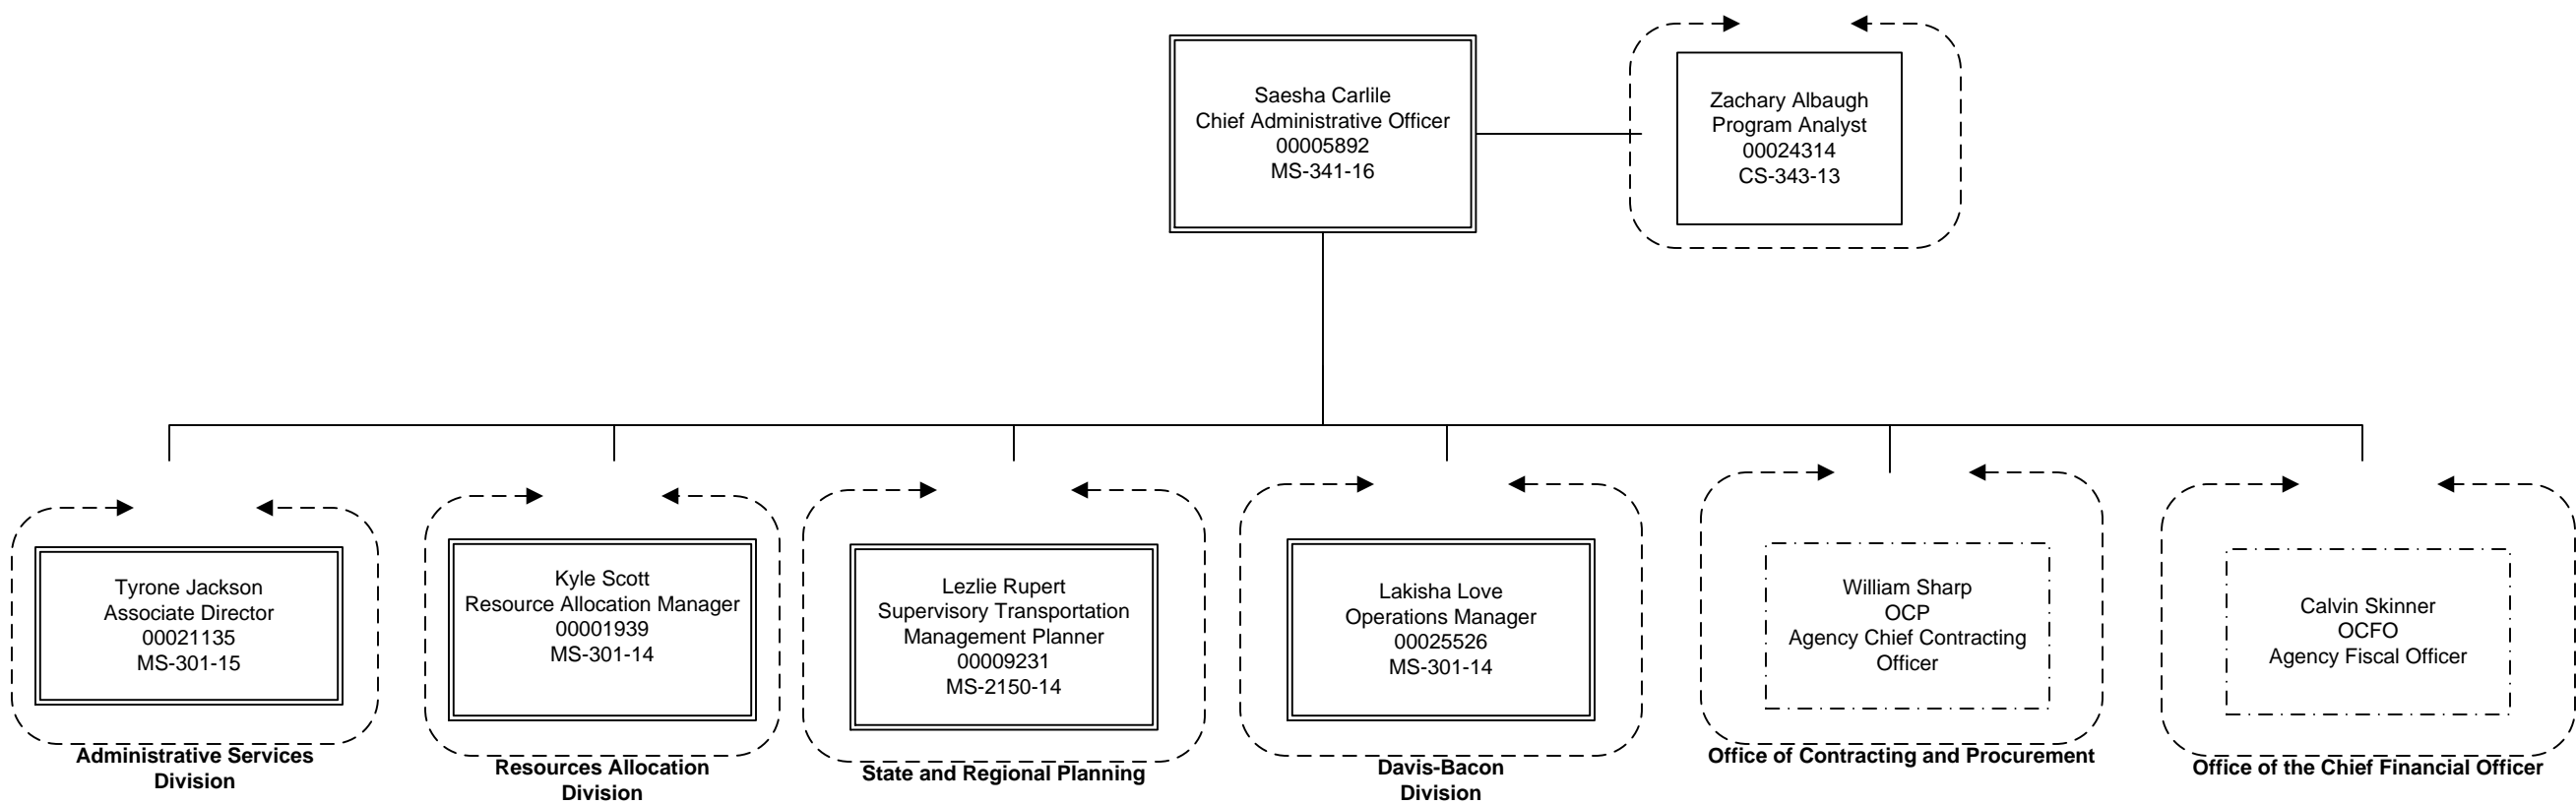 Saesha Carlile
Chief Administrative Officer
00005892
MS-341-16
Zachary Albaugh
Program Analyst
00024314
CS-343-13
Tyrone Jackson
Associate Director
00021135
MS-301-15
Administrative Services
Division
Kyle Scott
Resource Allocation Manager
00001939
MS-301-14
Resources Allocation
Division
Lezlie Rupert
Supervisory Transportation
Management Planner
00009231
MS-2150-14
State and Regional Planning
Lakisha Love
Operations Manager
00025526
MS-301-14
Davis-Bacon
Division
William Sharp
OCP
Agency Chief Contracting
Officer
Office of Contracting and Procurement
Calvin Skinner
OCFO
Agency Fiscal Officer
Office of the Chief Financial Officer